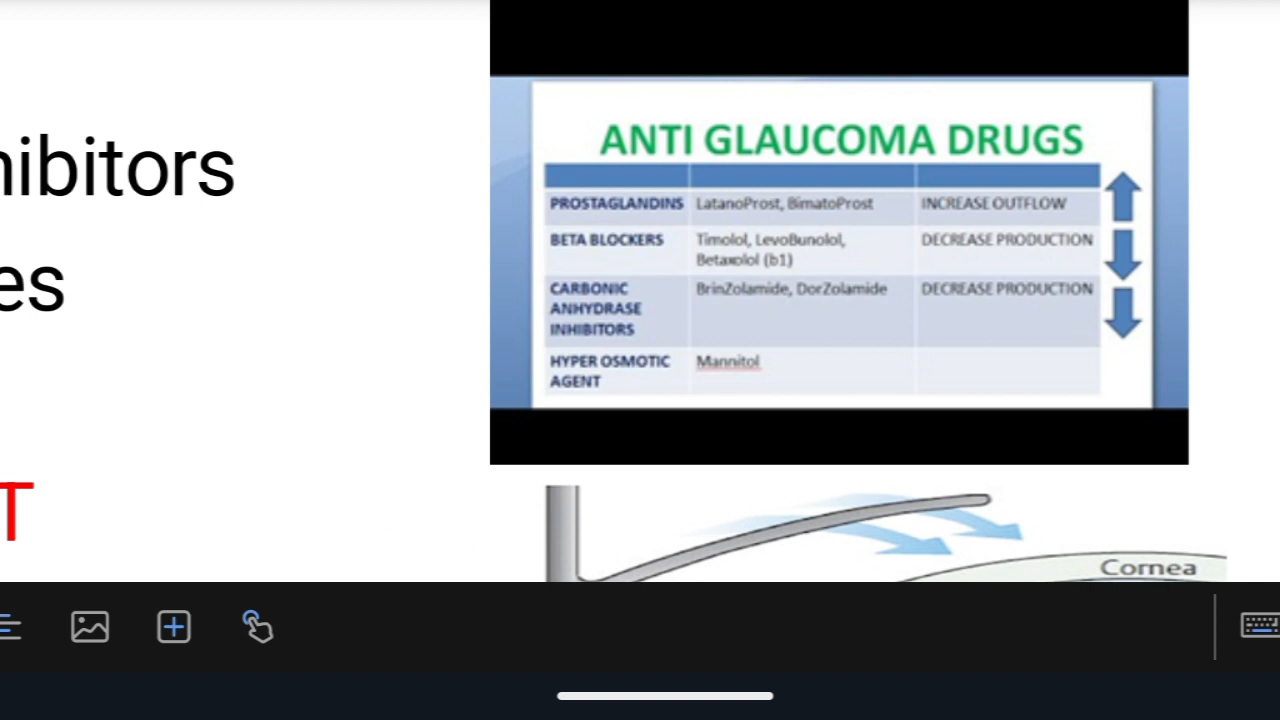 hibitors
es
T
ANTI GLAUCOMA DRUGS
PROSTAGLANDINS LatanoProst, BimatoProst INCREASE OUTFLOW
BETA BLOCKERS Timolol, LevoBunolol, DECREASE PRODUCTION
Betaxolol (b1)
CARBONIC BrinZolamide, DorZolamide DECREASE PRODUCTION
ANHYDRASE
INHIBITORS
HYPER OSMOTIC Mannitol
AGENT
Cornea